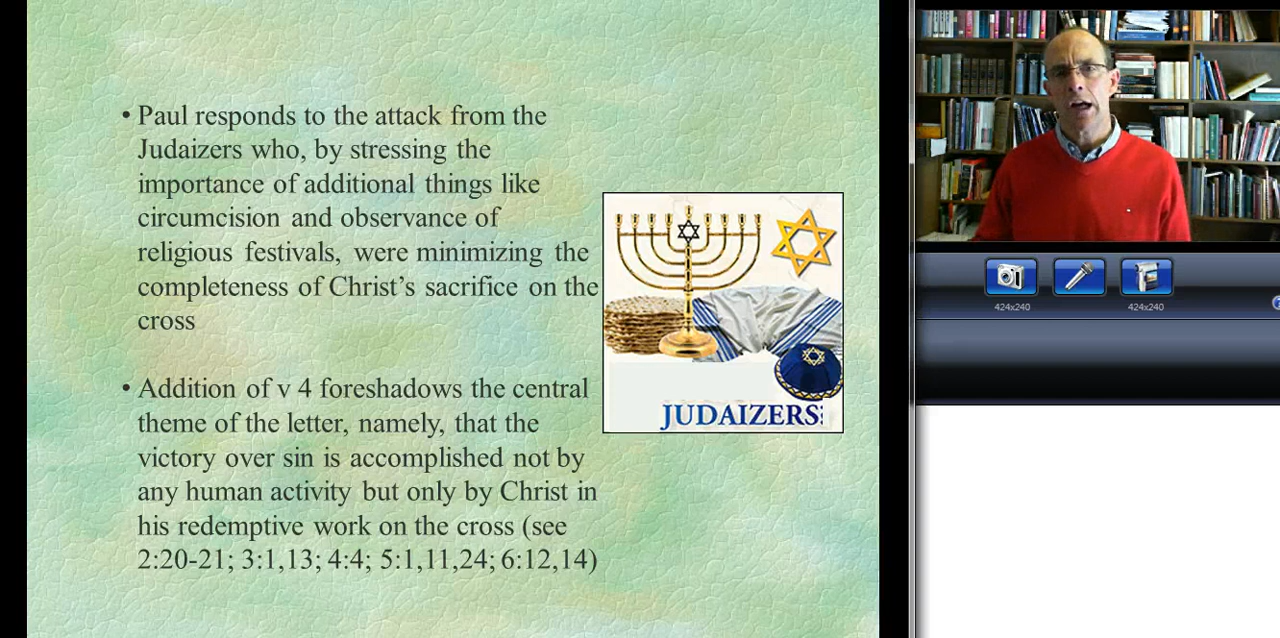 • Paul responds to the attack from the
Judaizers who, by stressing the
importance of additional things like
circumcision and observance of
religious festivals, were minimizing the
completeness of Christ's sacrifice on the
cross
• Addition of v 4 foreshadows the central
theme of the letter, namely, that the
victory over sin is accomplished not by
any human activity but only by Christ in
his redemptive work on the cross (see
2:20-21; 3:1,13; 4:4; 5:1,11,24; 6:12,14)
JUDAIZERS
424x240
424x240